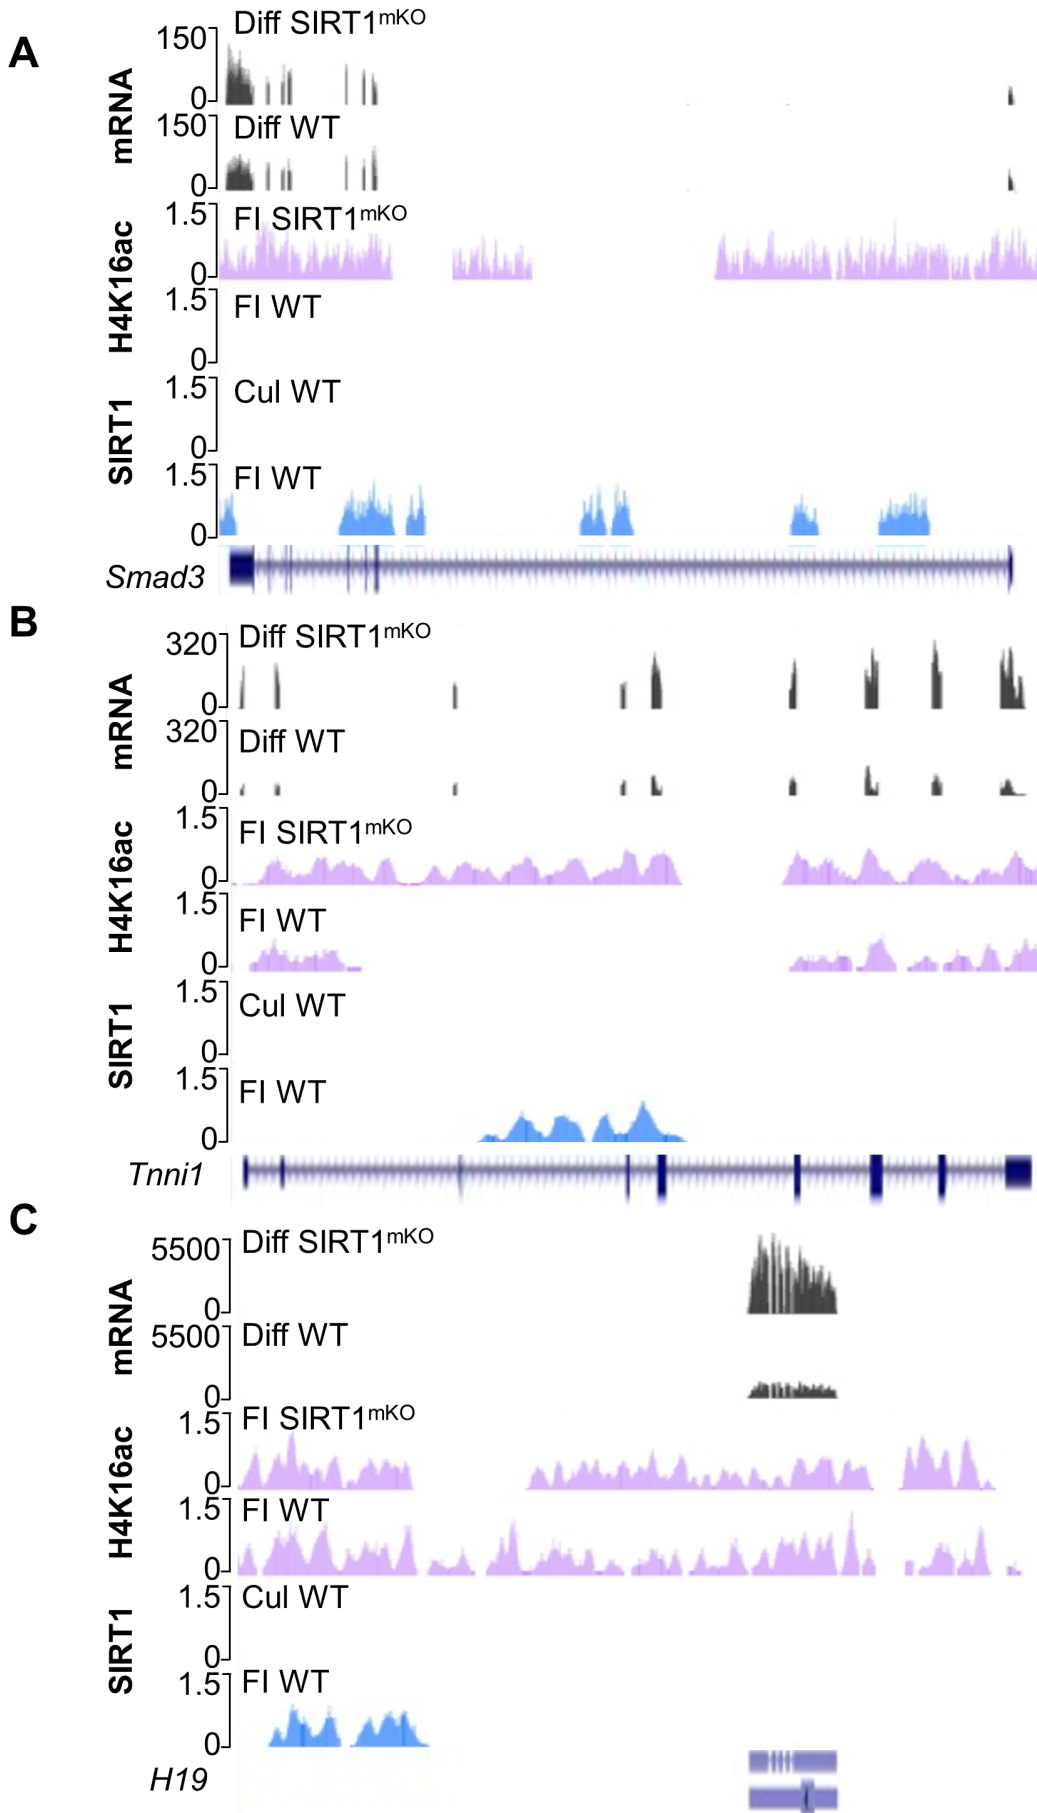 A
mRNA
150
0
Diff SIRT1mKO
150
0
Diff WT
H4K16ac
1.5
0
FI SIRT1mKO
1.5
0
FI WT
SIRT1
1.5
0
Cul WT
1.5
0
FI WT
Smad3
B
mRNA
320
0
Diff SIRT1mKO
320
0
Diff WT
H4K16ac
1.5
0
FI SIRT1mKO
1.5
0
FI WT
SIRT1
1.5
0
Cul WT
1.5
0
FI WT
Tnni1
C
mRNA
5500
0
Diff SIRT1mKO
5500
0
Diff WT
H4K16ac
1.5
0
FI SIRT1mKO
1.5
0
FI WT
SIRT1
1.5
0
Cul WT
1.5
0
FI WT
H19